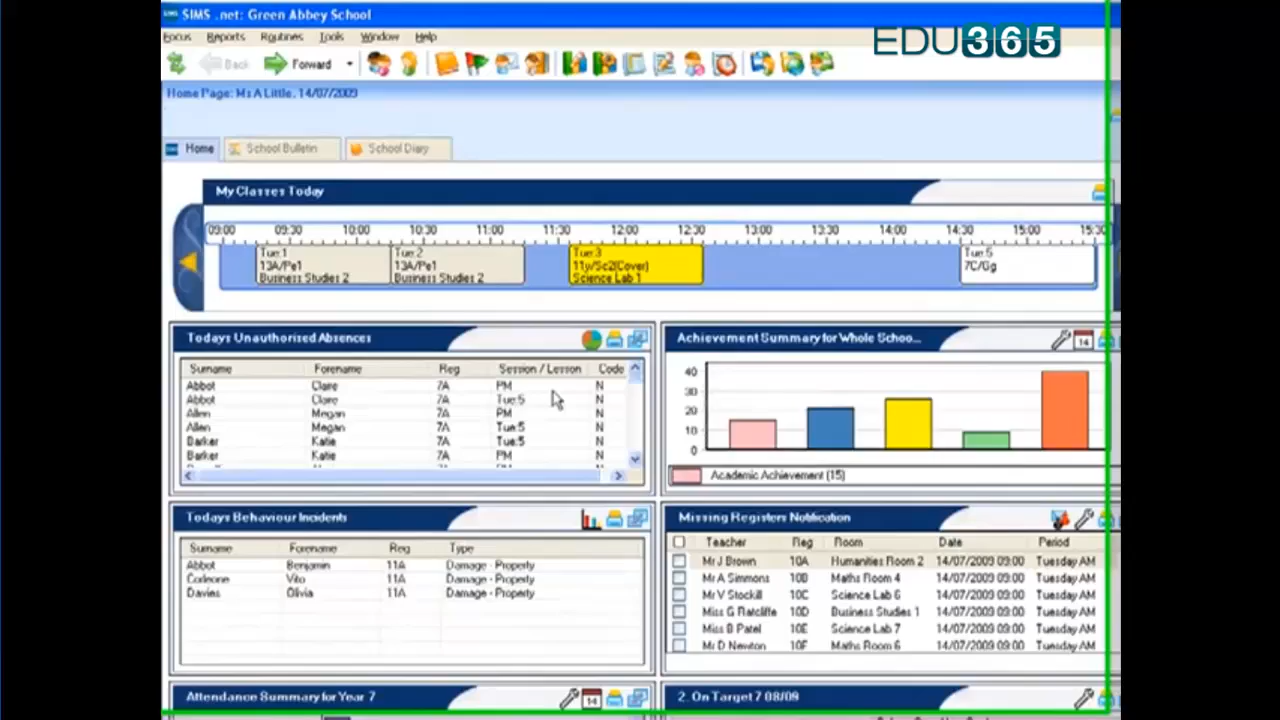 SIMS .net: Green Abbey School
EDU365
Focus Reports Routines Tools Window Help
Back Forward
Home Page: Ms A Little. 14/07/2009
Home School Bulletin School Diary
My Classes Today
09:00 09:30 10:00 10:30 11:00 11:30 12:00 12:30 13:00 13:30 14:00 14:30 15:00 15:30
Tue:1 Tue:2 Tue:3 Tue:5
13A/Pe1 13A/Pe1 11y/Sc2(Cover) 7C/Gg
Business Studies 2 Business Studies 2 Science Lab 1
Todays Unauthorised Absences
Surname Forename Reg Session / Lesson Code
Abbot Claire 7A PM N
Abbot Claire 7A Tue:5 N
Allen Megan 7A PM N
Allen Megan 7A Tue:5 N
Barker Katie 7A Tue:5 N
Barker Katie 7A PM N
Achievement Summary for Whole Schoo...
14
40
30
20
10
0
Academic Achievement (15)
Todays Behaviour Incidents
Surname Forename Reg Type
Abbot Benjamin 11A Damage - Property
Corleone Vito 11A Damage - Property
Davies Olivia 11A Damage - Property
Missing Registers Notification
Teacher Reg Room Date Period
Mr J Brown 10A Humanities Room 2 14/07/2009 09:00 Tuesday AM
Mr A Simmons 10B Maths Room 4 14/07/2009 09:00 Tuesday AM
Mr V Stockill 10C Science Lab 6 14/07/2009 09:00 Tuesday AM
Miss G Ratcliffe 10D Business Studies 1 14/07/2009 09:00 Tuesday AM
Miss B Patel 10E Science Lab 7 14/07/2009 09:00 Tuesday AM
Mr D Newton 10F Maths Room 6 14/07/2009 09:00 Tuesday AM
Attendance Summary for Year 7
14
2. On Target 7 08/09